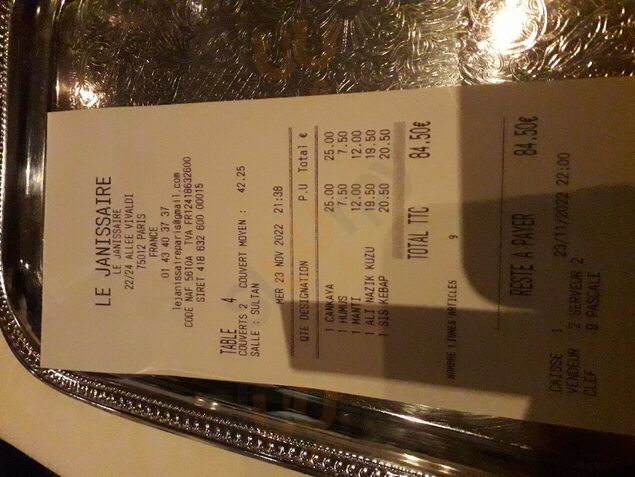 LE JANISSAIRE
LE JANISSAIRE
22/24 ALLEE VIVALDI
75012 PARIS
FRANCE
01 43 40 37 37
lejanissaireparis@gmail.com
CODE NAF 5610A TVA FR12418632600
SIRET 418 632 600 00015
TABLE 4
COUVERTS 2 COUVERT MOYEN : 42.25
SALLE : SULTAN
MER 23 NOV 2022 21:38
QTE DESIGNATION P.U Total €
1 CANKAYA 25.00 25.00
1 HUMUS 7.50 7.50
1 MANTI 12.00 12.00
1 ALI NAZIK KUZU 19.50 19.50
1 SIS KEBAP 20.50 20.50
TOTAL TTC 84.50€
NOMBRE LIGNES ARTICLES 9
RESTE A PAYER 84.50€
23/11/2022 22:00
CAISSE 1
VENDEUR 2 SERVEUR 2
CLEF 9 PASCALE